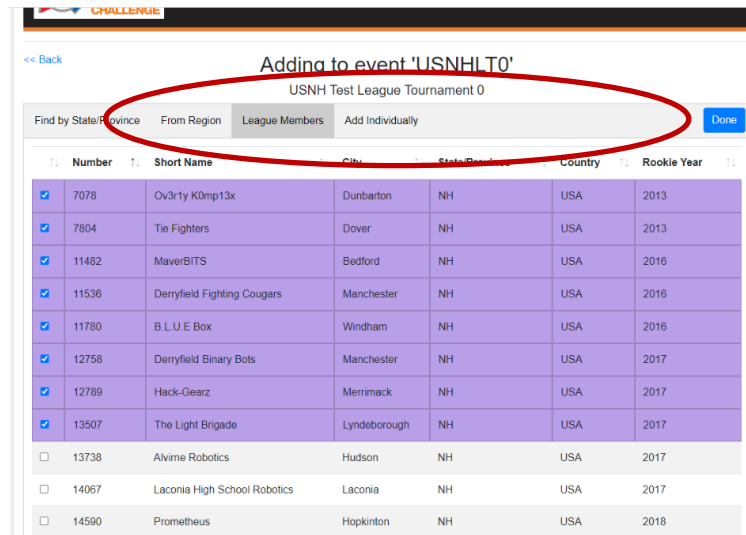 CHALLENGE
<< Back
Adding to event 'USNHLT0'
USNH Test League Tournament 0
Find by State/Province From Region League Members Add Individually Done
Number Short Name City State/Province Country Rookie Year
7078 Ov3r1y K0mp13x Dunbarton NH USA 2013
7804 Tie Fighters Dover NH USA 2013
11482 MaverBITS Bedford NH USA 2016
11536 Derryfield Fighting Cougars Manchester NH USA 2016
11780 B.L.U.E Box Windham NH USA 2016
12758 Derryfield Binary Bots Manchester NH USA 2017
12789 Hack-Gearz Merrimack NH USA 2017
13507 The Light Brigade Lyndeborough NH USA 2017
13738 Alvirne Robotics Hudson NH USA 2017
14067 Laconia High School Robotics Laconia NH USA 2017
14590 Prometheus Hopkinton NH USA 2018